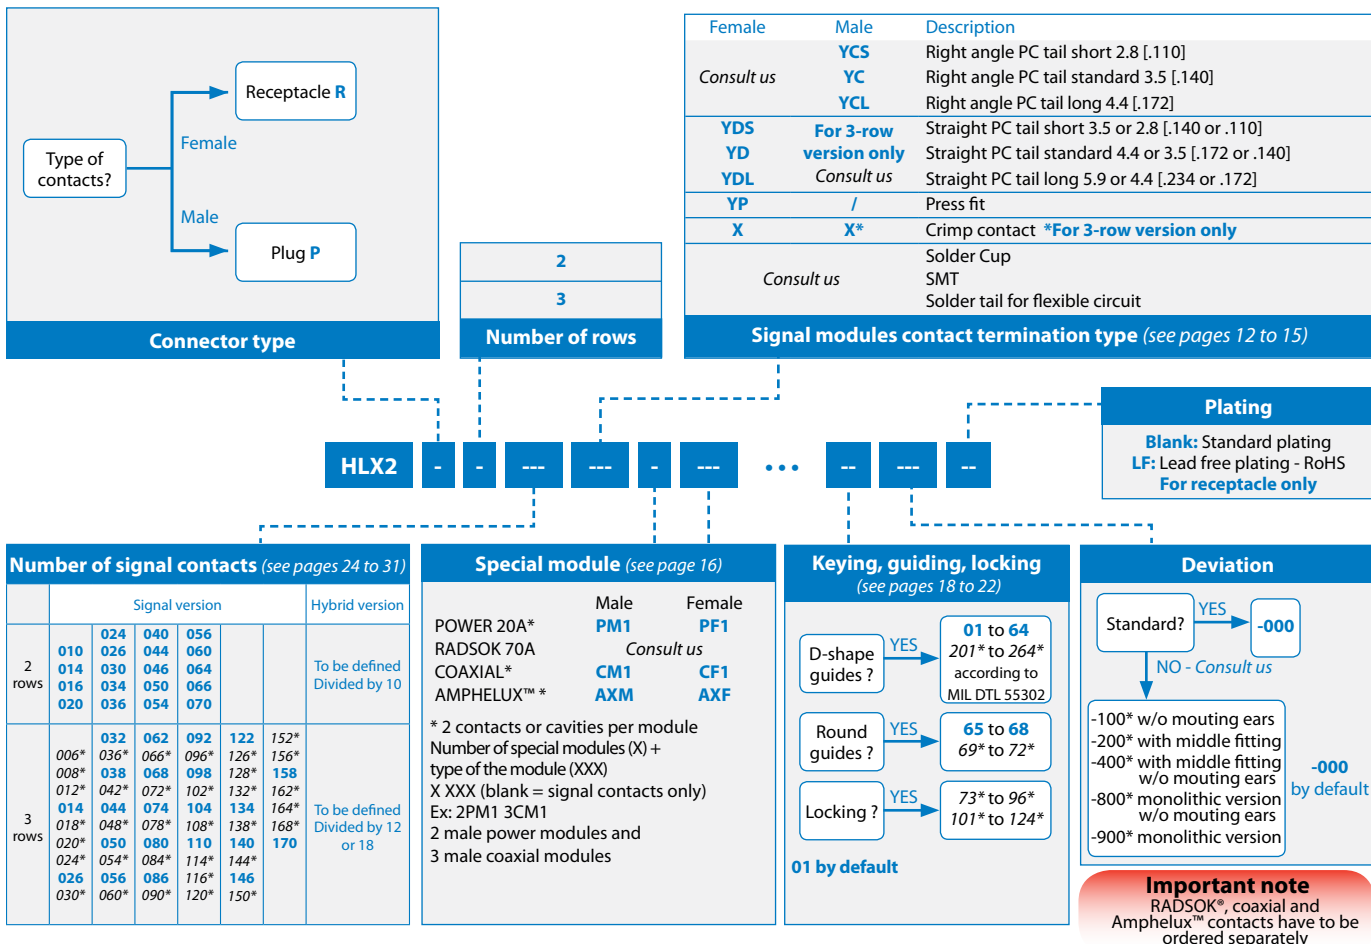 Type of contacts?
Female
Male
Receptacle R
Plug P
Connector type
2
3
Number of rows
Female Male Description
Consult us
YCS Right angle PC tail short 2.8 [.110]
YC Right angle PC tail standard 3.5 [.140]
YCL Right angle PC tail long 4.4 [.172]
YDS For 3-row Straight PC tail short 3.5 or 2.8 [.140 or .110]
YD version only Straight PC tail standard 4.4 or 3.5 [.172 or .140]
YDL Consult us Straight PC tail long 5.9 or 4.4 [.234 or .172]
YP / Press fit
X X* Crimp contact *For 3-row version only
Solder Cup
Consult us SMT
Solder tail for flexible circuit
Signal modules contact termination type (see pages 12 to 15)
Plating
Blank: Standard plating
LF: Lead free plating - RoHS
For receptacle only
HLX2 - - --- --- - --- ••• -- --- --
Number of signal contacts (see pages 24 to 31)
Signal version Hybrid version
2 rows
024 040 056
010 026 044 060
014 030 046 064
016 034 050 066
020 036 054 070
To be defined
Divided by 10
3 rows
032 062 092 122 152*
006* 036* 066* 096* 126* 156*
008* 038 068 098 128* 158
012* 042* 072* 102* 132* 162*
014 044 074 104 134 164*
018* 048* 078* 108* 138* 168*
020* 050 080 110 140 170
024* 054* 084* 114* 144*
026 056 086 116* 146
030* 060* 090* 120* 150*
To be defined
Divided by 12
or 18
Special module (see page 16)
Male Female
POWER 20A* PM1 PF1
RADSOK 70A Consult us
COAXIAL* CM1 CF1
AMPHELUX™ * AXM AXF
* 2 contacts or cavities per module
Number of special modules (X) +
type of the module (XXX)
X XXX (blank = signal contacts only)
Ex: 2PM1 3CM1
2 male power modules and
3 male coaxial modules
Keying, guiding, locking
(see pages 18 to 22)
D-shape guides ?
YES
01 to 64
201* to 264*
according to
MIL DTL 55302
Round guides ?
YES
65 to 68
69* to 72*
Locking ?
YES
73* to 96*
101* to 124*
01 by default
Deviation
Standard?
YES
-000
NO - Consult us
-100* w/o mouting ears
-200* with middle fitting
-400* with middle fitting
w/o mouting ears
-800* monolithic version
w/o mouting ears
-900* monolithic version
-000
by default
Important note
RADSOK®, coaxial and
Amphelux™ contacts have to be
ordered separately